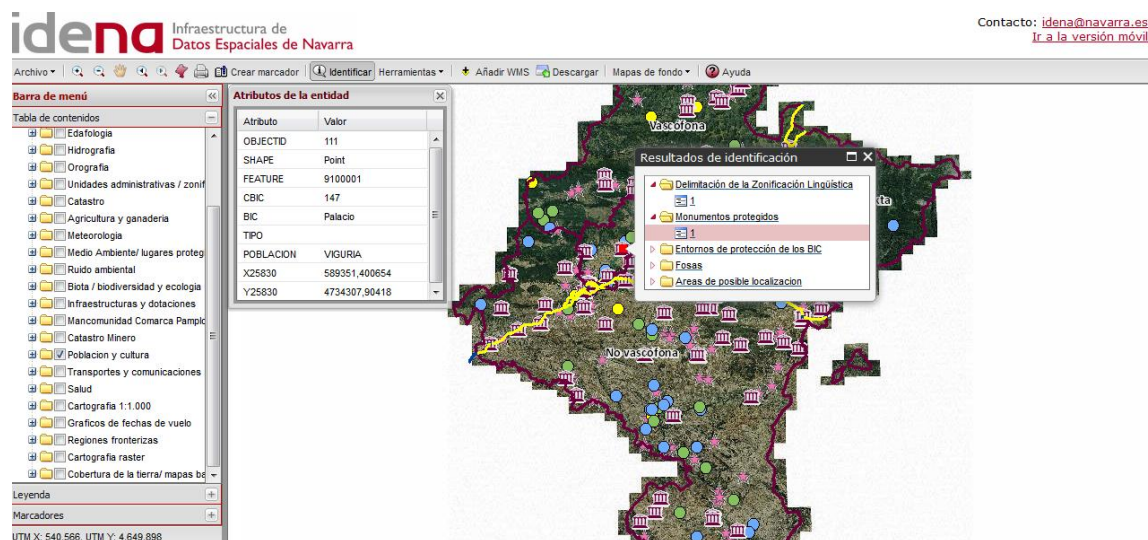 idena
Infraestructura de
Datos Espaciales de Navarra
Contacto: idena@navarra.es
Ir a la versión móvil
Archivo Crear marcador Identificar Herramientas Añadir WMS Descargar Mapas de fondo Ayuda
Barra de menú
Tabla de contenidos
Edafologia
Hidrografia
Orografia
Unidades administrativas / zonif
Catastro
Agricultura y ganaderia
Meteorologia
Medio Ambiente/ lugares proteg
Ruido ambiental
Biota / biodiversidad y ecologia
Infraestructuras y dotaciones
Mancomunidad Comarca Pamplo
Catastro Minero
Poblacion y cultura
Transportes y comunicaciones
Salud
Cartografia 1:1.000
Graficos de fechas de vuelo
Regiones fronterizas
Cartografia raster
Cobertura de la tierra/ mapas ba
Leyenda
Marcadores
UTM X: 540.566, UTM Y: 4.649.898
Atributos de la entidad
Atributo Valor
OBJECTID 111
SHAPE Point
FEATURE 9100001
CBIC 147
BIC Palacio
TIPO
POBLACION VIGURIA
X25830 589351,400654
Y25830 4734307,90418
Vascofona
Resultados de identificación
Delimitación de la Zonificación Lingüística
1
Monumentos protegidos
1
Entornos de protección de los BIC
Fosas
Areas de posible localizacion
xta
No vascofona